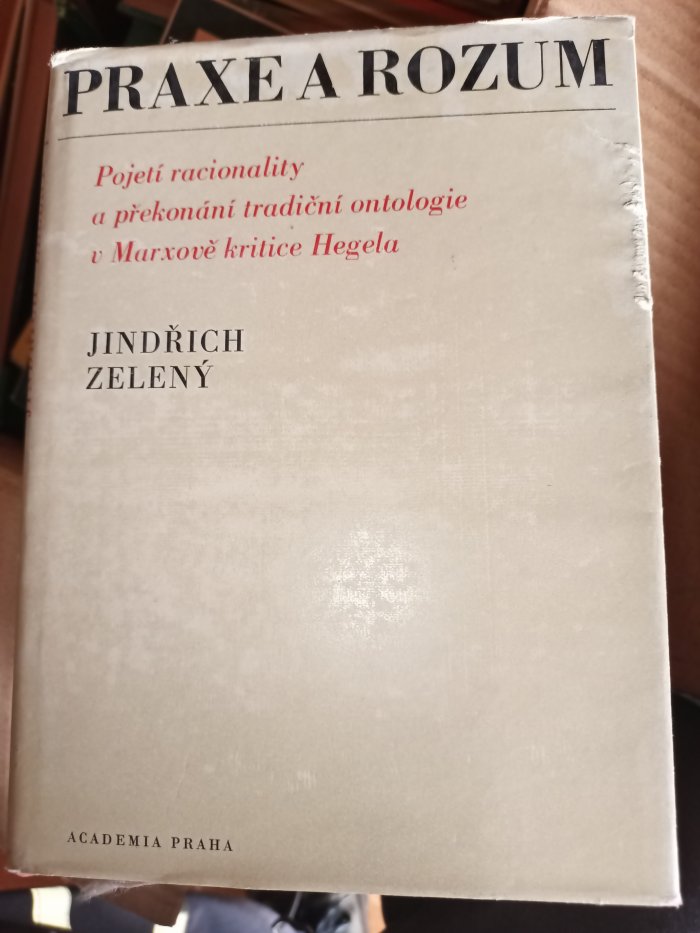 PRAXE A ROZUM
Pojetí racionality
a překonání tradiční ontologie
v Marxově kritice Hegela
JINDŘICH
ZELENÝ
ACADEMIA PRAHA